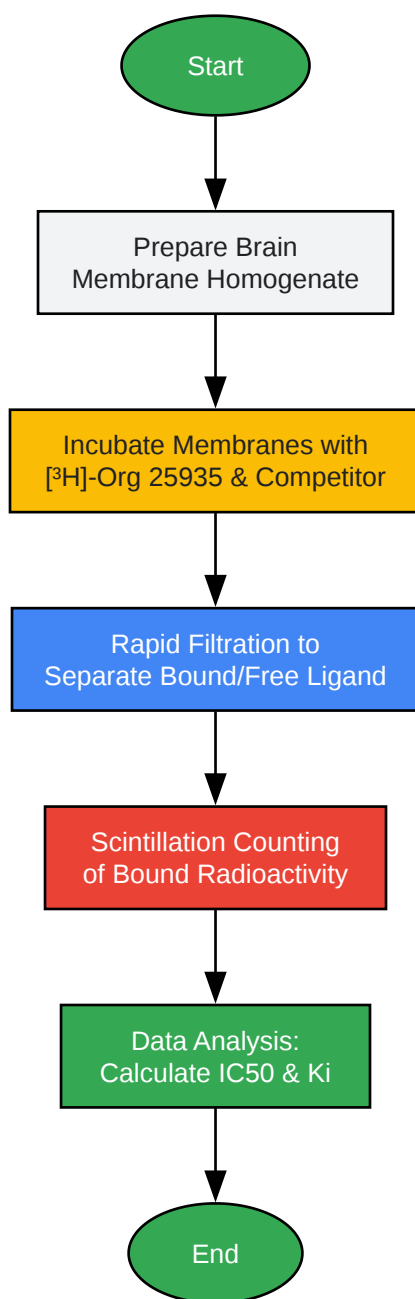 Start
Prepare Brain
Membrane Homogenate
Incubate Membranes with
[³H]-Org 25935 & Competitor
Rapid Filtration to
Separate Bound/Free Ligand
Scintillation Counting
of Bound Radioactivity
Data Analysis:
Calculate IC50 & Ki
End